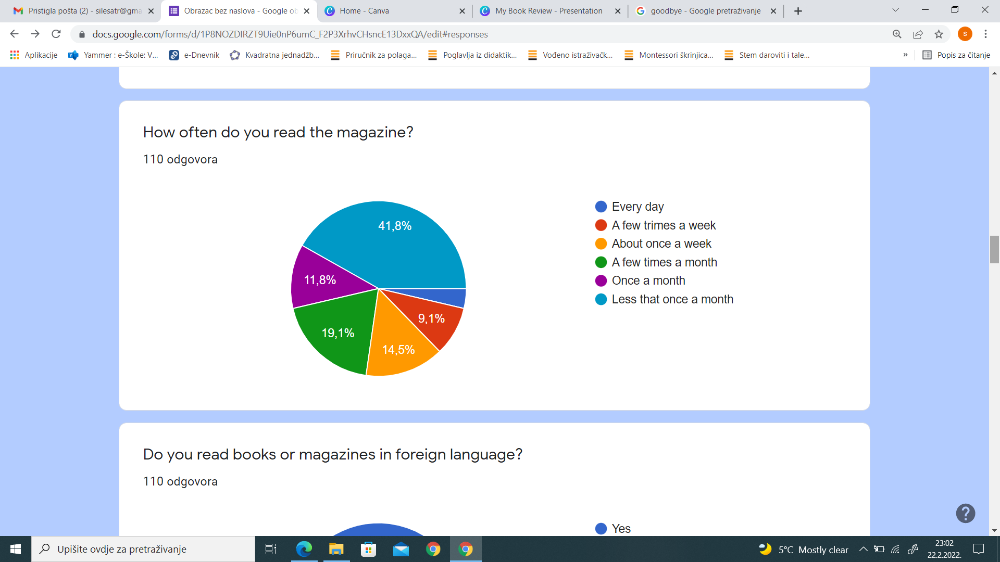 Pristigla pošta (2) - silesatr@gma
Obrazac bez naslova - Google ob
Home - Canva
My Book Review - Presentation
goodbye - Google pretraživanje
docs.google.com/forms/d/1P8NOZDIRZT9Uie0nP6umC_F2P3XrhvCHsncE13DxxQA/edit#responses
S
Aplikacije
Yammer : e-Škole: V...
e-Dnevnik
Kvadratna jednadžb...
Priručnik za polaga...
Poglavlja iz didaktik...
Vođeno istraživačk...
Montessori škrinjica...
Stem daroviti i tale...
»
Popis za čitanje
How often do you read the magazine?
110 odgovora
41,8%
11,8%
19,1%
14,5%
9,1%
Every day
A few trimes a week
About once a week
A few times a month
Once a month
Less that once a month
Do you read books or magazines in foreign language?
110 odgovora
Yes
?
Upišite ovdje za pretraživanje
5°C Mostly clear
23:02
22.2.2022.